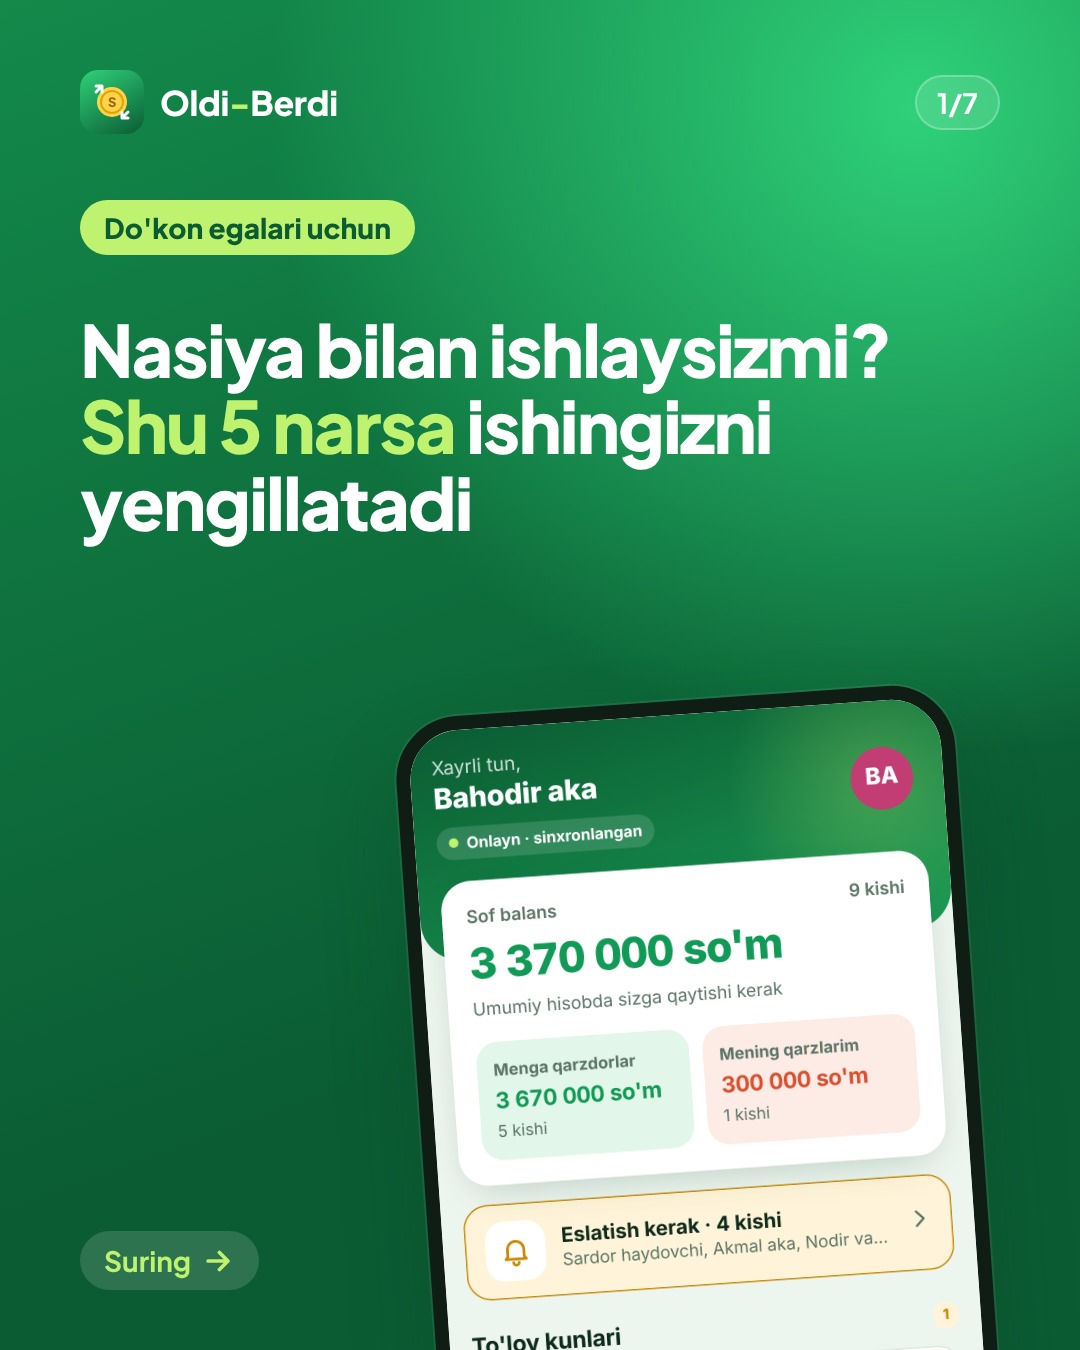 Oldi-Berdi
1/7
Do'kon egalari uchun
Nasiya bilan ishlaysizmi?
Shu 5 narsa ishingizni
yengillatadi
Xayrli tun,
Bahodir aka
BA
Onlayn · sinxronlangan
Sof balans
9 kishi
3 370 000 so'm
Umumiy hisobda sizga qaytishi kerak
Menga qarzdorlar
3 670 000 so'm
5 kishi
Mening qarzlarim
300 000 so'm
1 kishi
Eslatish kerak · 4 kishi
Sardor haydovchi, Akmal aka, Nodir va...
Suring →
To'lov kunlari
1